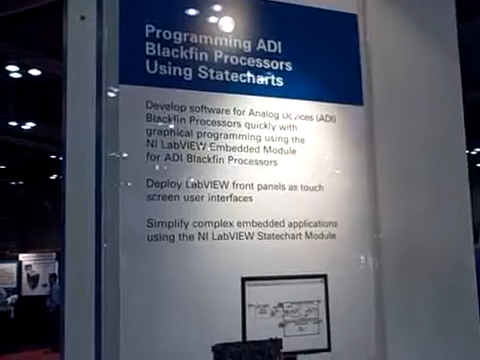 Programming ADI
Blackfin Processors
Using Statecharts
Develop software for Analog Devices (ADI)
Blackfin Processors quickly with
graphical programming using the
NI LabVIEW Embedded Module
for ADI Blackfin Processors
Deploy LabVIEW front panels as touch
screen user interfaces
Simplify complex embedded applications
using the NI LabVIEW Statechart Module